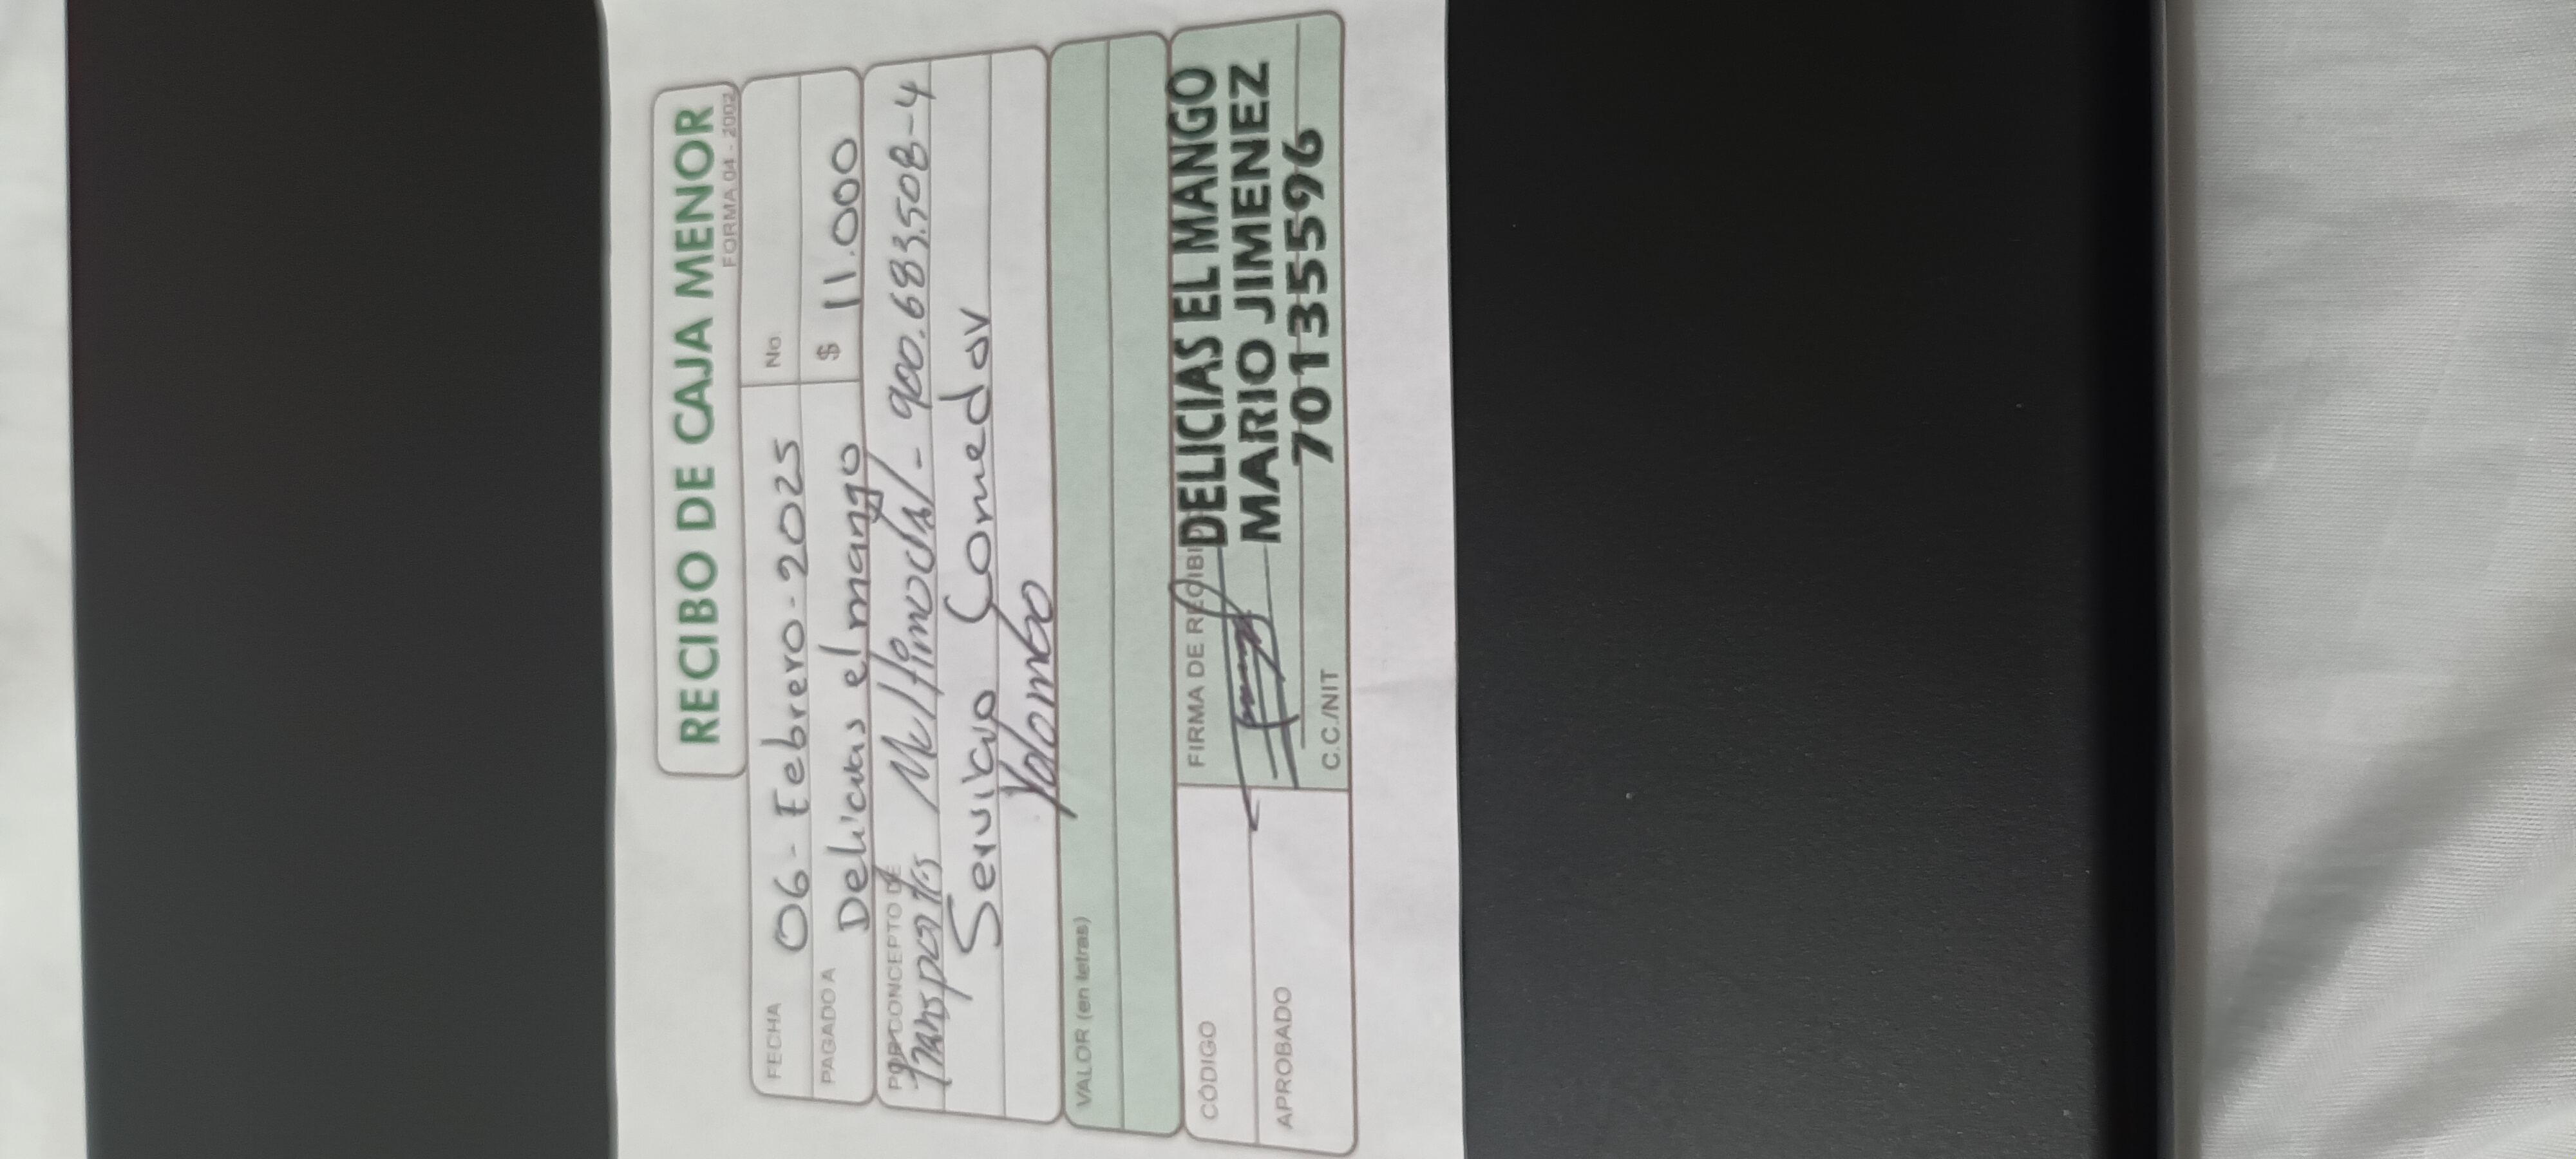 RECIBO DE CAJA MENOR
FORMA 04 - 2002
FECHA 06 - Febrero - 2025 No.
PAGADO A Delicias el mango $ 11.000
POR CONCEPTO DE
Transportes Multimodal - 900.683.508-4
Servicio Comedor
VALOR (en letras)
CÓDIGO
FIRMA DE RECIBIDO
DELICIAS EL MANGO
MARIO JIMENEZ
70135596
APROBADO
C.C./NIT